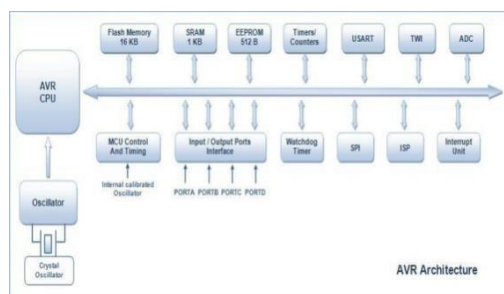 Flash Memory
16 KB
SRAM
1 KB
EEPROM
512 B
Timers/
Counters
USART
TWI
ADC
AVR
CPU
MCU Control
And Timing
Input / Output Ports
Interface
Watchdog
Timer
SPI
ISP
Interrupt
Unit
Internal calibrated
Oscillator
PORTA PORTB PORTC PORTD
Oscillator
Crystal
Oscillator
AVR Architecture